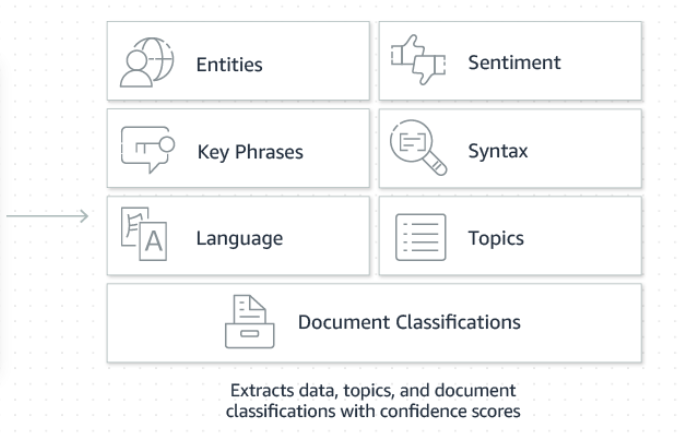 Entities
Sentiment
Key Phrases
Syntax
Language
A
Topics
Document Classifications
Extracts data, topics, and document
classifications with confidence scores